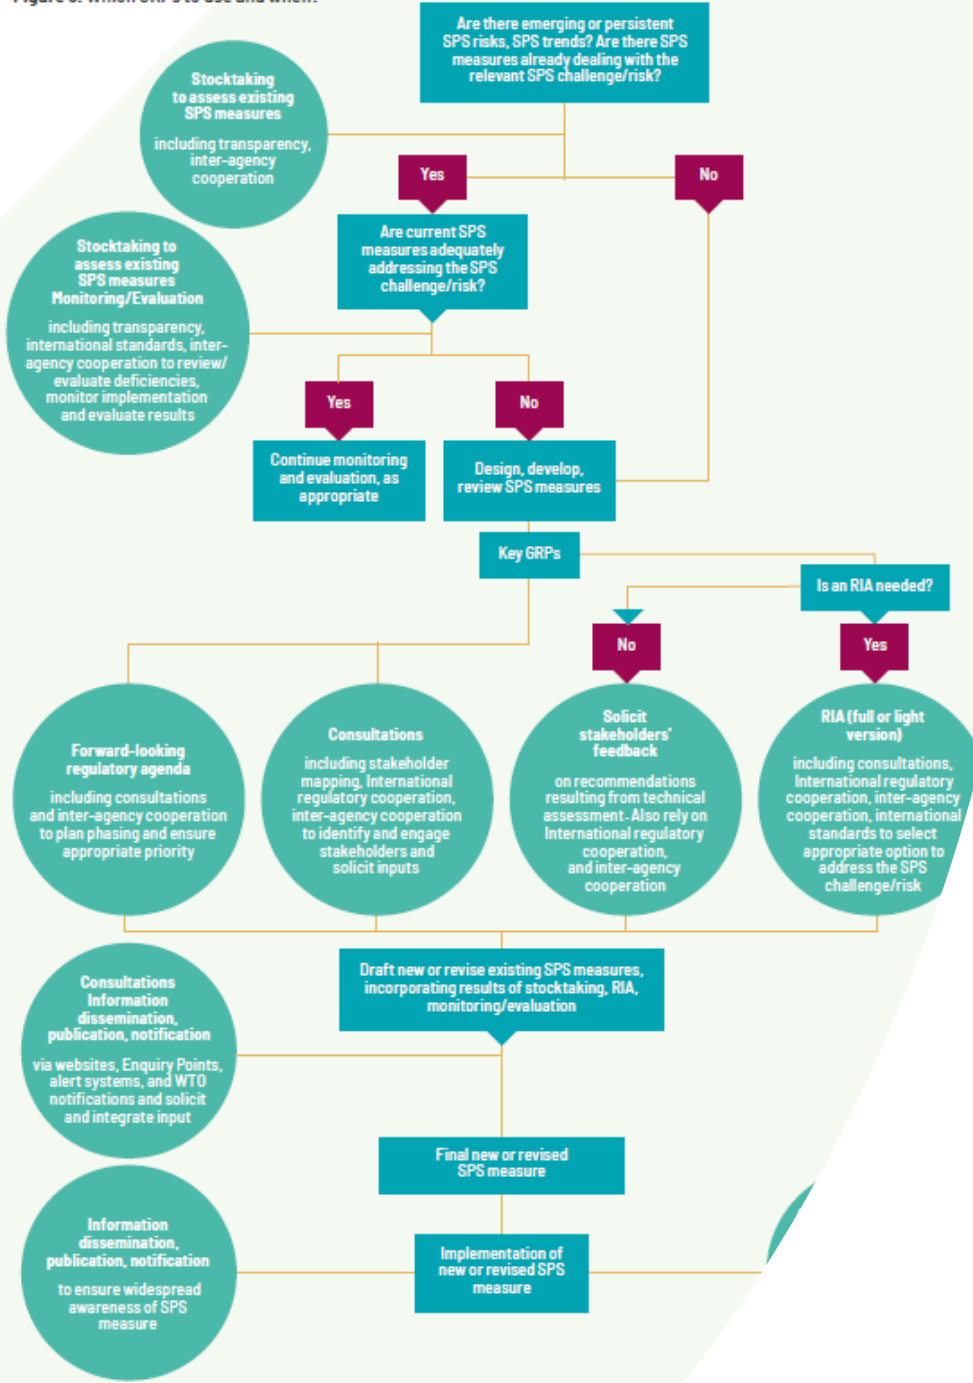 Are there emerging or persistent
SPS risks, SPS trends? Are there SPS
measures already dealing with the
relevant SPS challenge/risk?
Stocktaking
to assess existing
SPS measures
including transparency,
inter-agency
cooperation
Yes
No
Are current SPS
measures adequately
addressing the SPS
challenge/risk?
Stocktaking to
assess existing
SPS measures
Monitoring/Evaluation
including transparency,
international standards, inter-
agency cooperation to review/
evaluate deficiencies,
monitor implementation
and evaluate results
Yes
No
Continue monitoring
and evaluation, as
appropriate
Design, develop,
review SPS measures
Key GRPs
Is an RIA needed?
No
Yes
Forward-looking
regulatory agenda
including consultations
and inter-agency cooperation
to plan phasing and ensure
appropriate priority
Consultations
including stakeholder
mapping, International
regulatory cooperation,
inter-agency cooperation
to identify and engage
stakeholders and
solicit inputs
Solicit
stakeholders'
feedback
on recommendations
resulting from technical
assessment. Also rely on
International regulatory
cooperation,
and inter-agency
cooperation
RIA (full or light
version)
including consultations,
International regulatory
cooperation, inter-agency
cooperation, international
standards to select
appropriate option to
address the SPS
challenge/risk
Draft new or revise existing SPS measures,
incorporating results of stocktaking, RIA,
monitoring/evaluation
Consultations
Information
dissemination,
publication, notification
via websites, Enquiry Points,
alert systems, and WTO
notifications and solicit
and integrate input
Final new or revised
SPS measure
Information
dissemination,
publication, notification
to ensure widespread
awareness of SPS
measure
Implementation of
new or revised SPS
measure